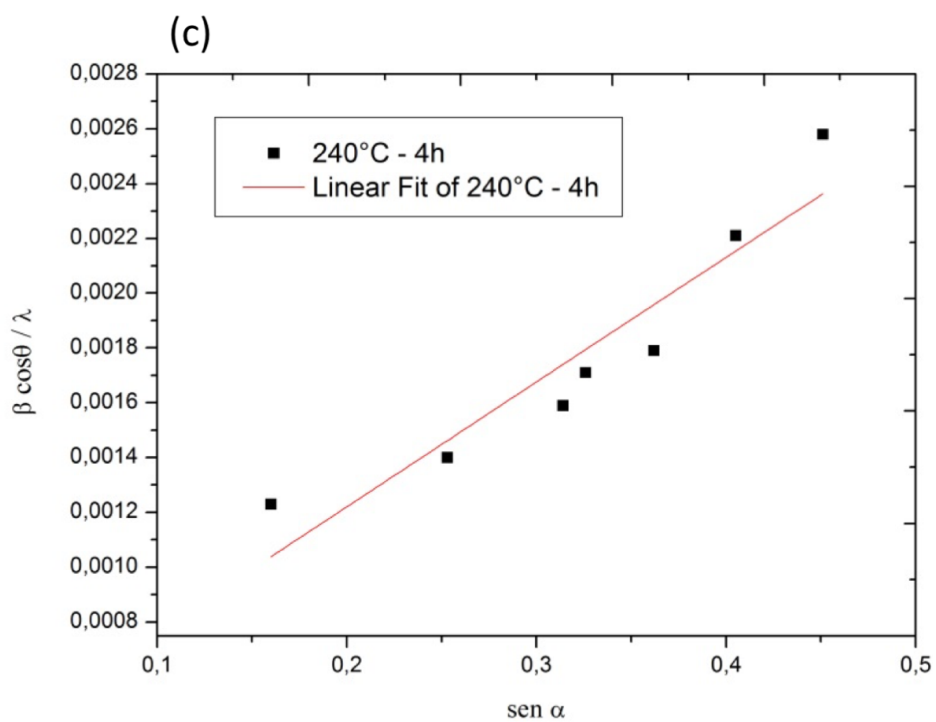 (c)
0,0028
0,0026
0,0024
0,0022
0,0020
0,0018
0,0016
0,0014
0,0012
0,0010
0,0008
β cosθ / λ
240°C - 4h
Linear Fit of 240°C - 4h
0,1 0,2 0,3 0,4 0,5
sen α